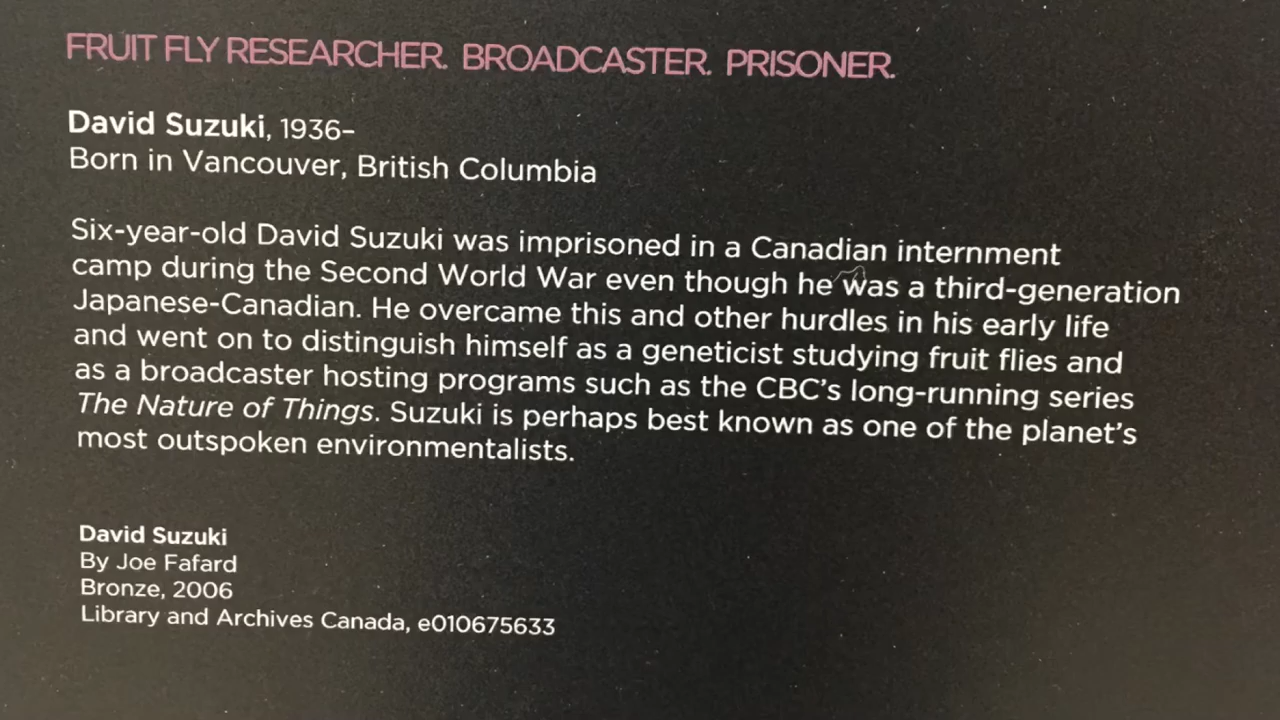 FRUIT FLY RESEARCHER. BROADCASTER. PRISONER.
David Suzuki, 1936–
Born in Vancouver, British Columbia
Six-year-old David Suzuki was imprisoned in a Canadian internment
camp during the Second World War even though he was a third-generation
Japanese-Canadian. He overcame this and other hurdles in his early life
and went on to distinguish himself as a geneticist studying fruit flies and
as a broadcaster hosting programs such as the CBC’s long-running series
The Nature of Things. Suzuki is perhaps best known as one of the planet’s
most outspoken environmentalists.
David Suzuki
By Joe Fafard
Bronze, 2006
Library and Archives Canada, e010675633